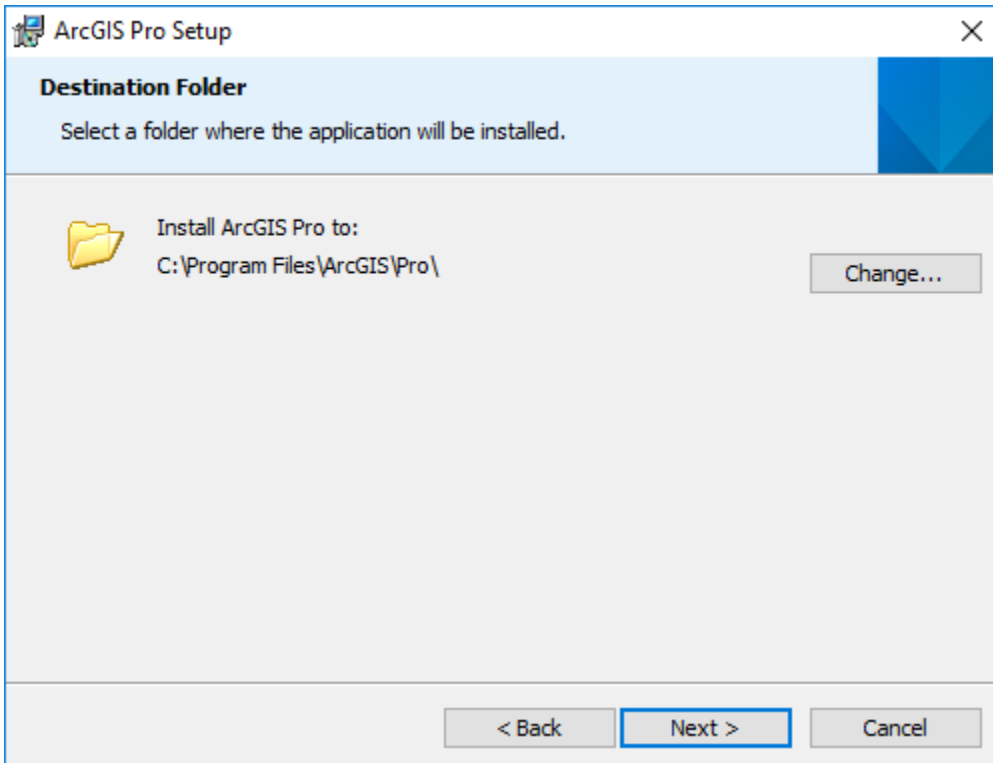 ArcGIS Pro Setup
Destination Folder
Select a folder where the application will be installed.
Install ArcGIS Pro to:
C:\Program Files\ArcGIS\Pro\
Change...
< Back
Next >
Cancel